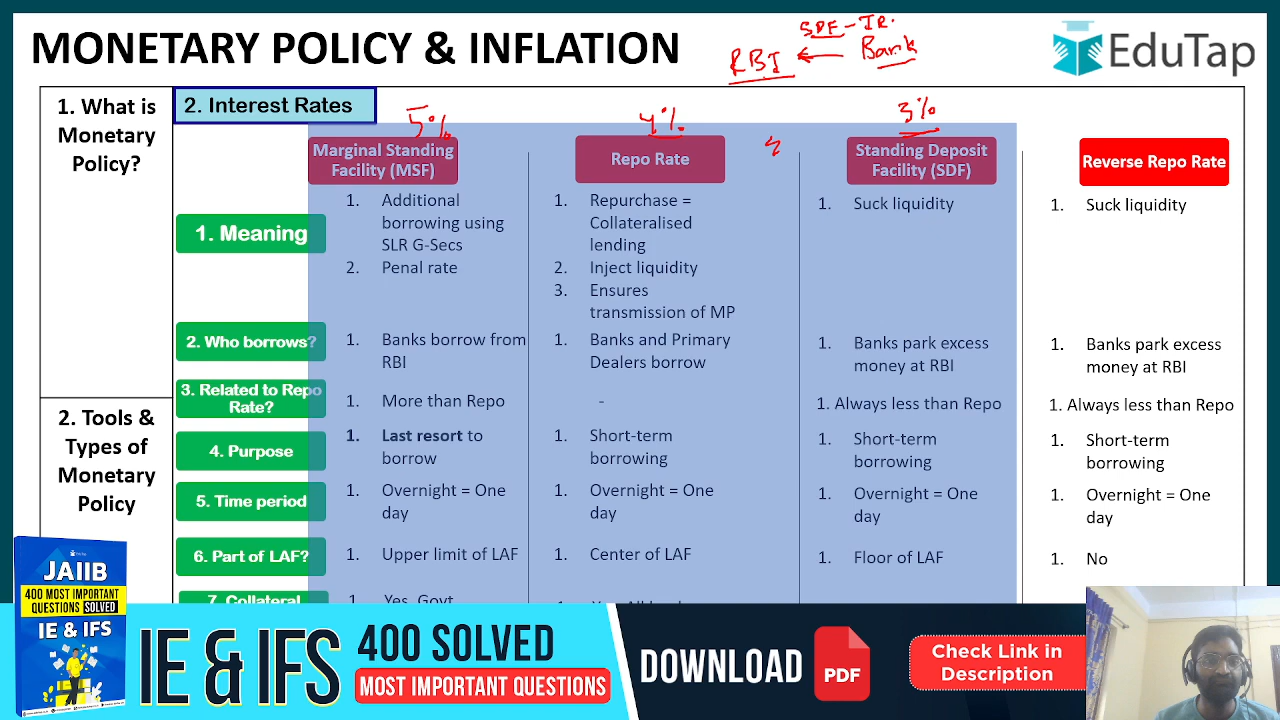 MONETARY POLICY & INFLATION
SDF - IR.
RBI ← Bank
EduTap
1. What is
Monetary
Policy?
2. Interest Rates
5%
4%
3%
Marginal Standing
Facility (MSF)
Repo Rate
Standing Deposit
Facility (SDF)
Reverse Repo Rate
1. Meaning
1. Additional
borrowing using
SLR G-Secs
2. Penal rate
1. Repurchase =
Collateralised
lending
2. Inject liquidity
3. Ensures
transmission of MP
1. Suck liquidity
1. Suck liquidity
2. Who borrows?
1. Banks borrow from
RBI
1. Banks and Primary
Dealers borrow
1. Banks park excess
money at RBI
1. Banks park excess
money at RBI
3. Related to Repo
Rate?
1. More than Repo
-
1. Always less than Repo
1. Always less than Repo
2. Tools &
Types of
Monetary
Policy
4. Purpose
1. Last resort to
borrow
1. Short-term
borrowing
1. Short-term
borrowing
1. Short-term
borrowing
5. Time period
1. Overnight = One
day
1. Overnight = One
day
1. Overnight = One
day
1. Overnight = One
day
6. Part of LAF?
1. Upper limit of LAF
1. Center of LAF
1. Floor of LAF
1. No
7. Collateral
1. Yes, Govt
EduTap
JAIIB
400 MOST IMPORTANT
QUESTIONS SOLVED
IE & IFS
IE & IFS
400 SOLVED
MOST IMPORTANT QUESTIONS
DOWNLOAD
PDF
Check Link in
Description